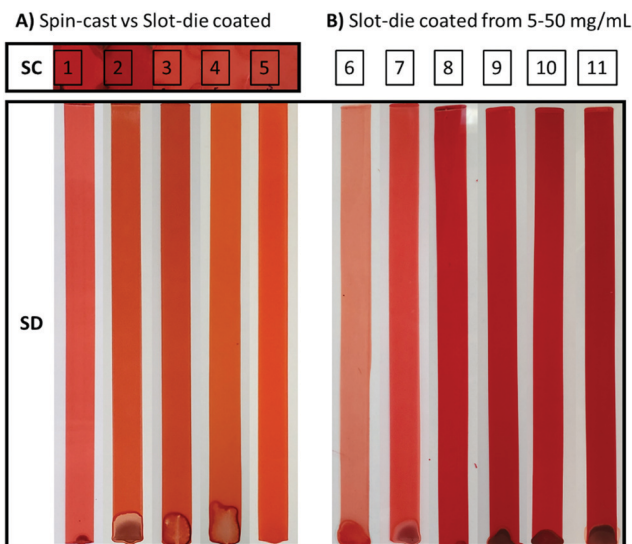 A) Spin-cast vs Slot-die coated
B) Slot-die coated from 5-50 mg/mL
SC 1 2 3 4 5
6 7 8 9 10 11
SD